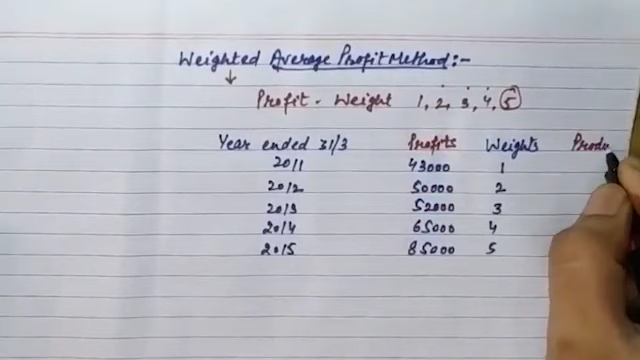 Weighted Average Profit Method:-
↓
Profit - Weight 1, 2, 3, 4, 5
Year ended 31/3 Profits Weights Produ
2011 43000 1
2012 50000 2
2013 52000 3
2014 65000 4
2015 85000 5